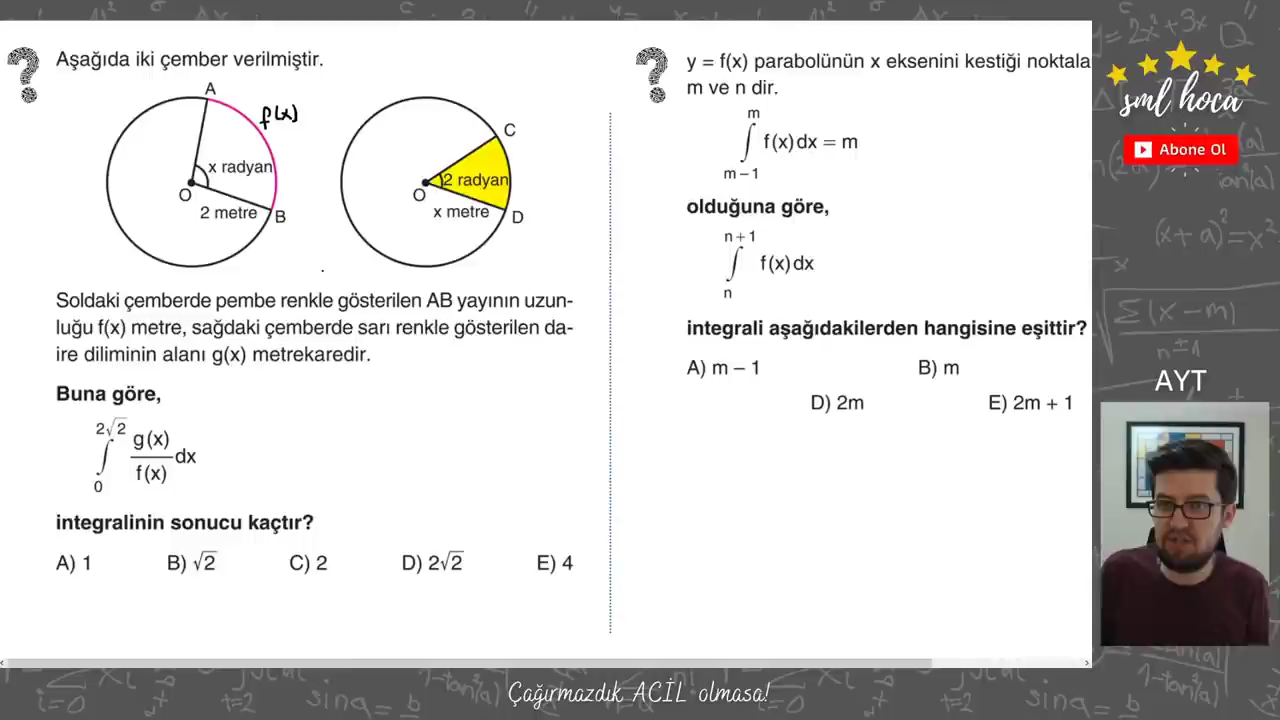 Aşağıda iki çember verilmiştir.
A
f(x)
x radyan
O
2 metre
B
C
2 radyan
O
x metre
D
Soldaki çemberde pembe renkle gösterilen AB yayının uzun-
luğu f(x) metre, sağdaki çemberde sarı renkle gösterilen da-
ire diliminin alanı g(x) metrekaredir.
Buna göre,
2√2
∫ g(x)/f(x) dx
0
integralinin sonucu kaçtır?
A) 1 B) √2 C) 2 D) 2√2 E) 4
y = f(x) parabolünün x eksenini kestiği noktala
m ve n dir.
m
∫ f(x) dx = m
m–1
olduğuna göre,
n+1
∫ f(x) dx
n
integrali aşağıdakilerden hangisine eşittir?
A) m – 1 B) m
D) 2m E) 2m + 1
sml hoca
Abone Ol
AYT
Çağırmazdık ACİL olmasa!